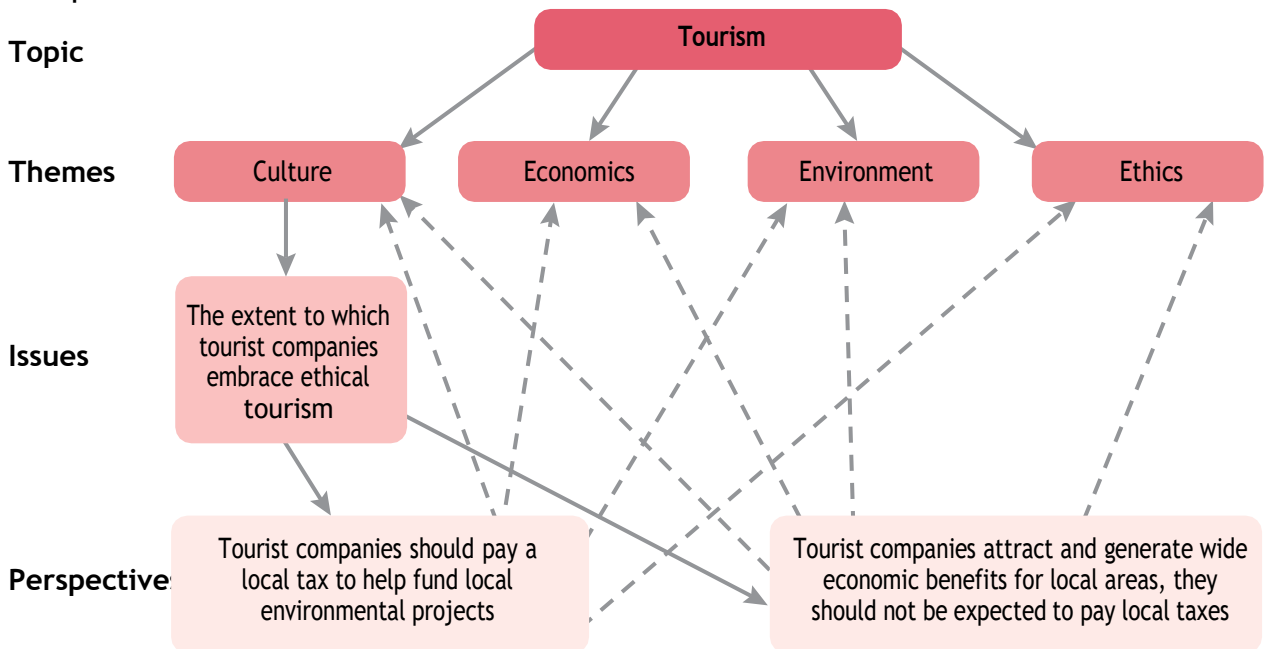 Topic
Tourism
Themes
Culture
Economics
Environment
Ethics
Issues
The extent to which
tourist companies
embrace ethical
tourism
Perspectives
Tourist companies should pay a
local tax to help fund local
environmental projects
Tourist companies attract and generate wide
economic benefits for local areas, they
should not be expected to pay local taxes